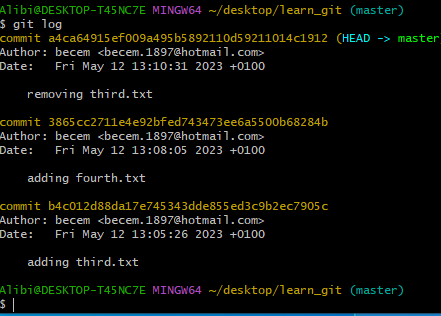 Alibi@DESKTOP-T45NC7E MINGW64 ~/desktop/learn_git (master)
$ git log
commit a4ca64915ef009a495b5892110d59211014c1912 (HEAD -> master
Author: becem <becem.1897@hotmail.com>
Date:   Fri May 12 13:10:31 2023 +0100
    removing third.txt
commit 3865cc2711e4e92bfed743473ee6a5500b68284b
Author: becem <becem.1897@hotmail.com>
Date:   Fri May 12 13:08:05 2023 +0100
    adding fourth.txt
commit b4c012d88da17e745343dde855ed3c9b2ec7905c
Author: becem <becem.1897@hotmail.com>
Date:   Fri May 12 13:05:26 2023 +0100
    adding third.txt
Alibi@DESKTOP-T45NC7E MINGW64 ~/desktop/learn_git (master)
$